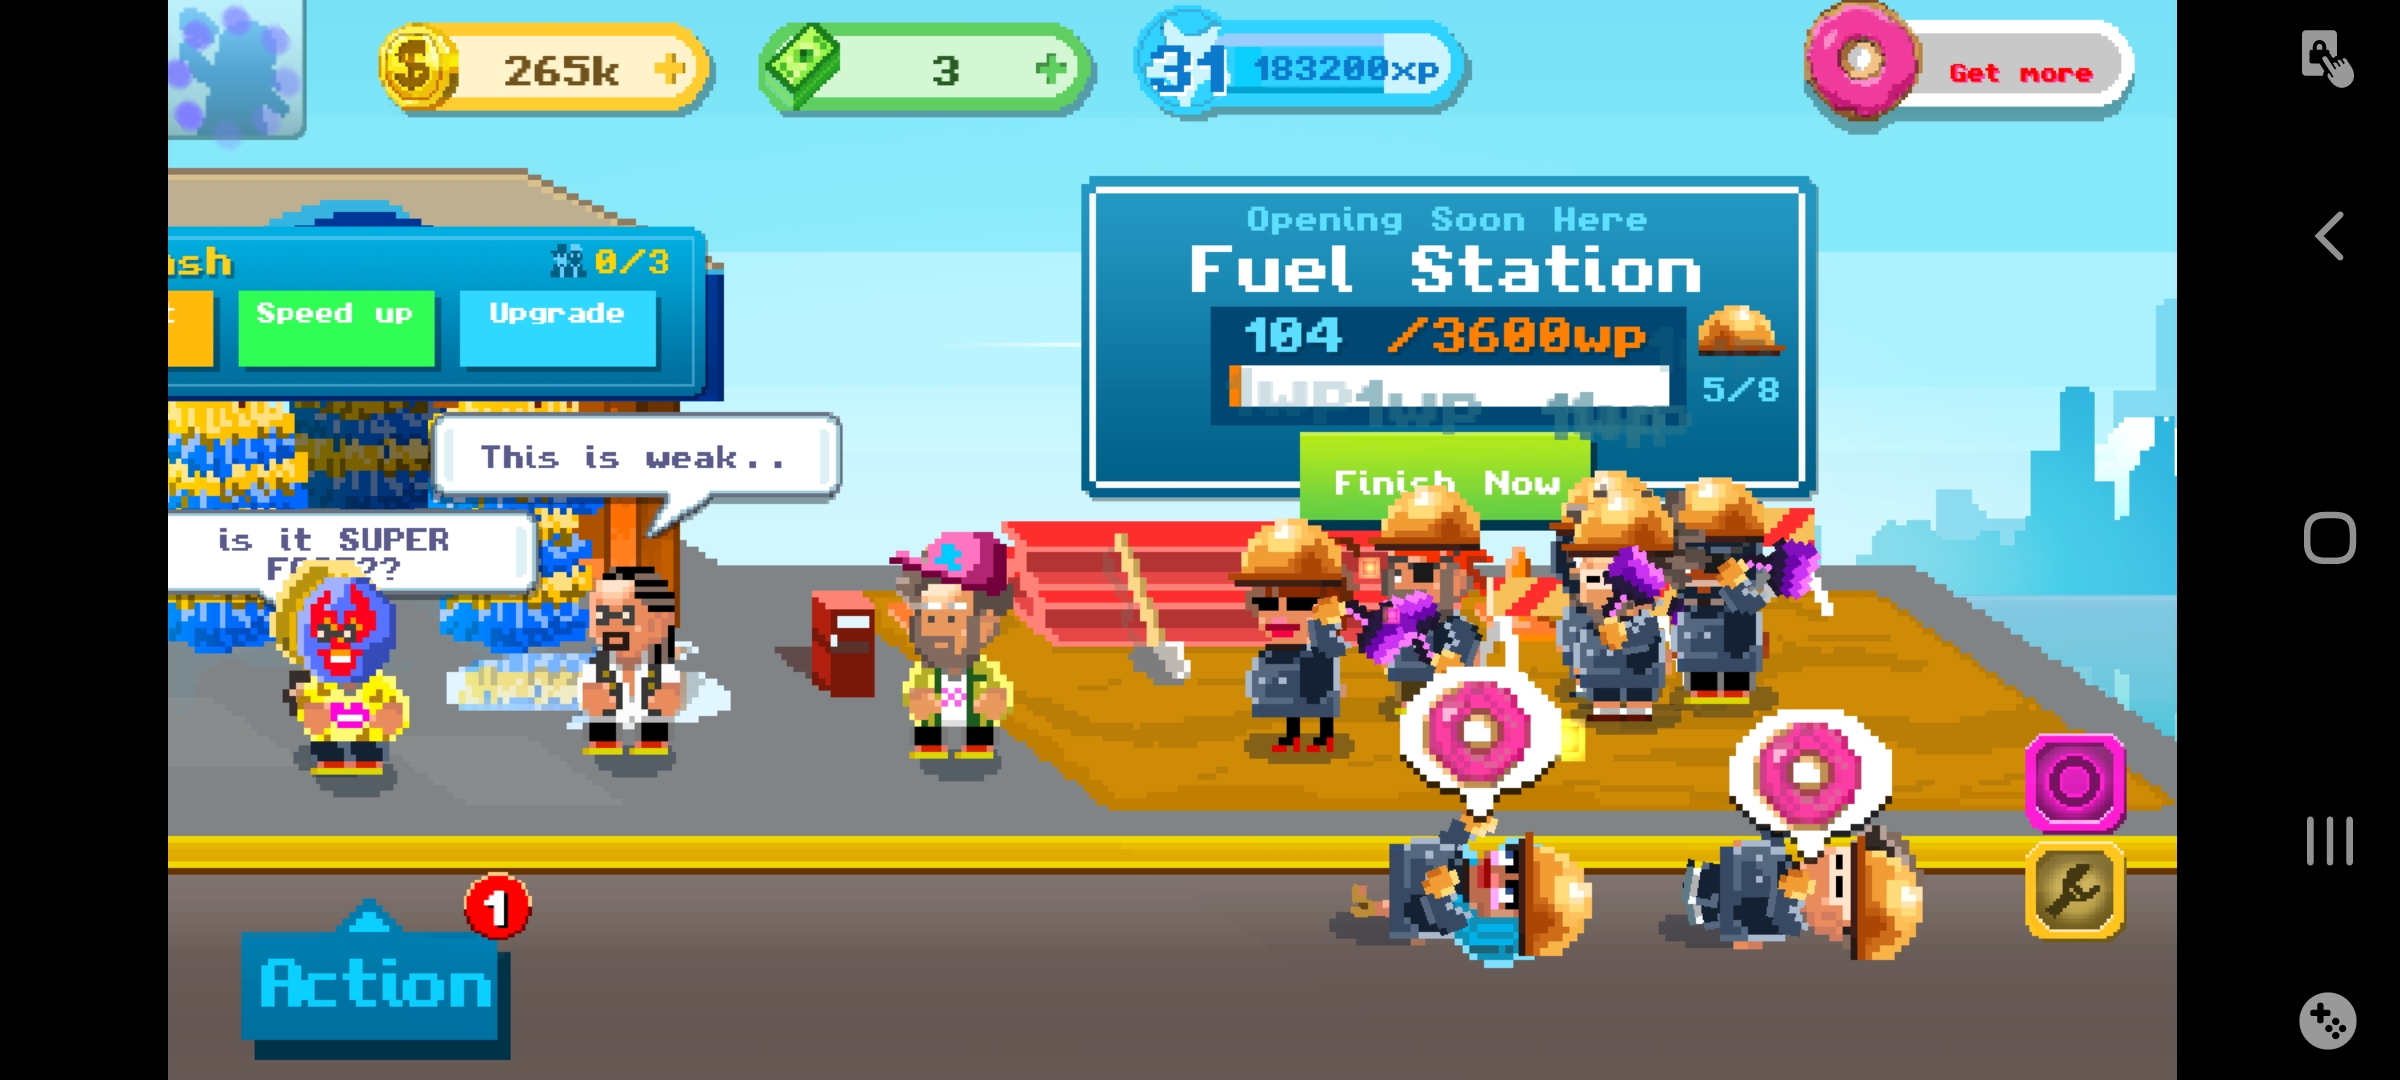 265k +
3 +
31 183200xp
Get more
Opening Soon Here
Fuel Station
104 /3600wp
5/8
1wp
Finish Now
0/3
Speed up
Upgrade
This is weak..
is it SUPER
1
Action